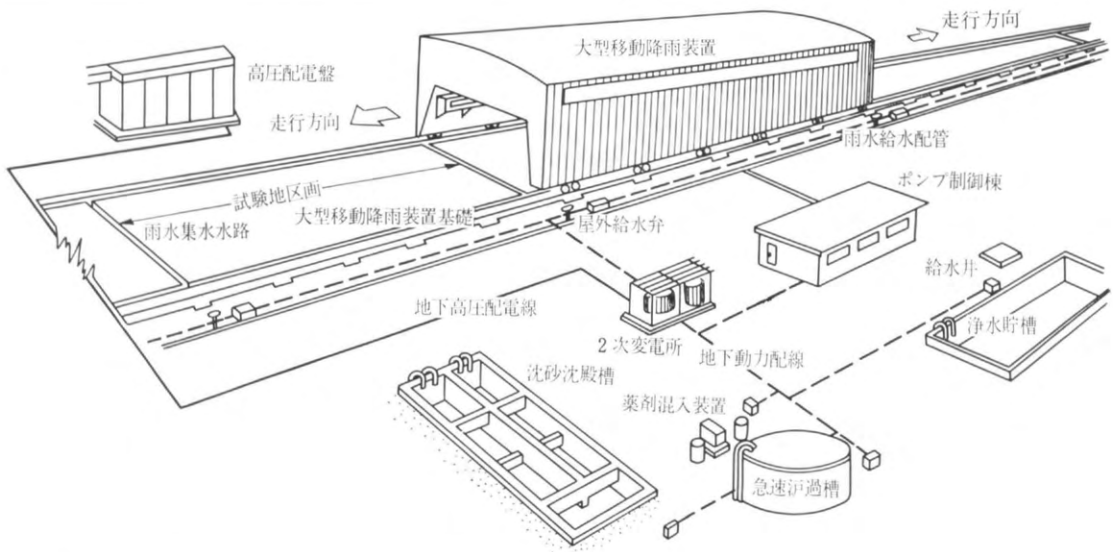 走行方向
大型移動降雨装置
高圧配電盤
走行方向
雨水給水配管
試験地区画
ポンプ制御棟
大型移動降雨装置基礎
雨水集水水路
屋外給水弁
給水井
地下高圧配電線
浄水貯槽
2次変電所
地下動力配線
沈砂沈殿槽
薬剤混入装置
急速沪過槽